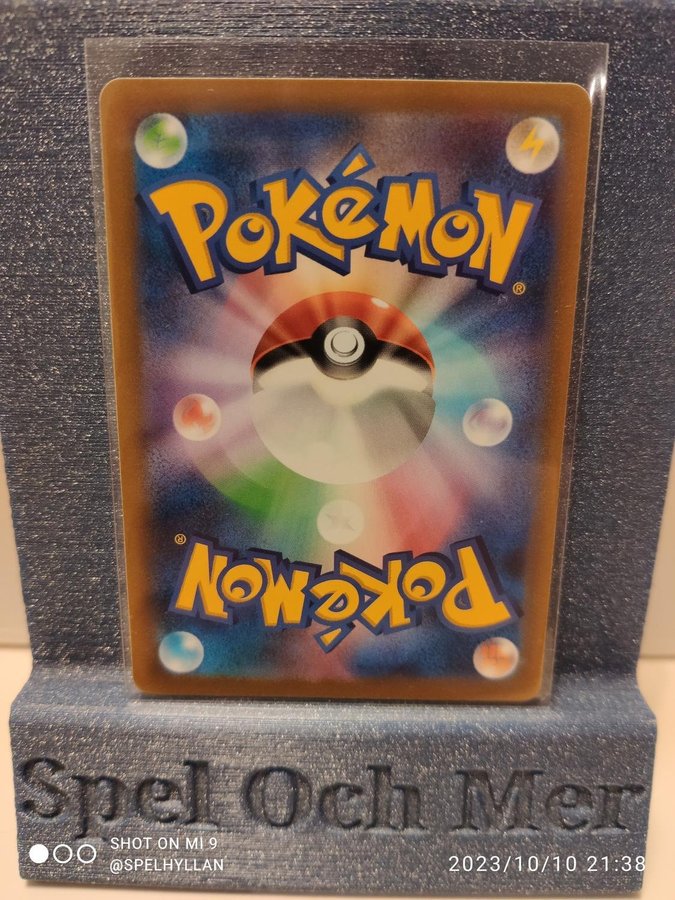 POKéMON
®
®
POKéMON
Spel Och Mer
SHOT ON MI 9
@SPELHYLLAN
2023/10/10 21:38